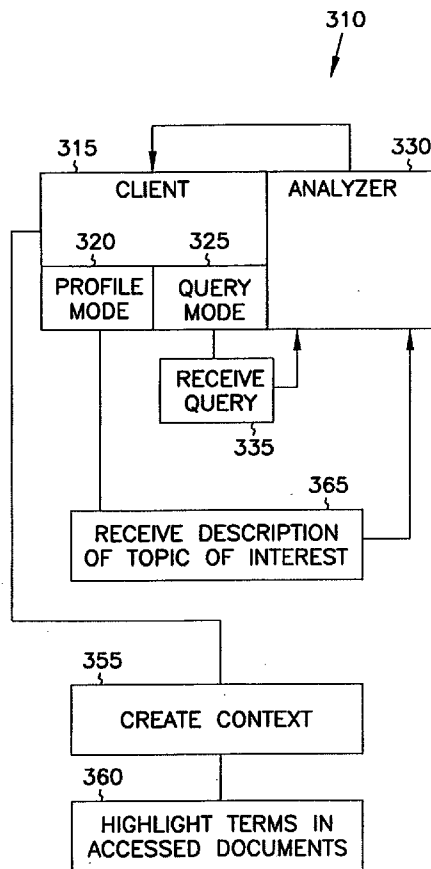 310
315
330
CLIENT
ANALYZER
320
325
PROFILE
MODE
QUERY
MODE
RECEIVE
QUERY
335
365
RECEIVE DESCRIPTION
OF TOPIC OF INTEREST
355
CREATE CONTEXT
360
HIGHLIGHT TERMS IN
ACCESSED DOCUMENTS